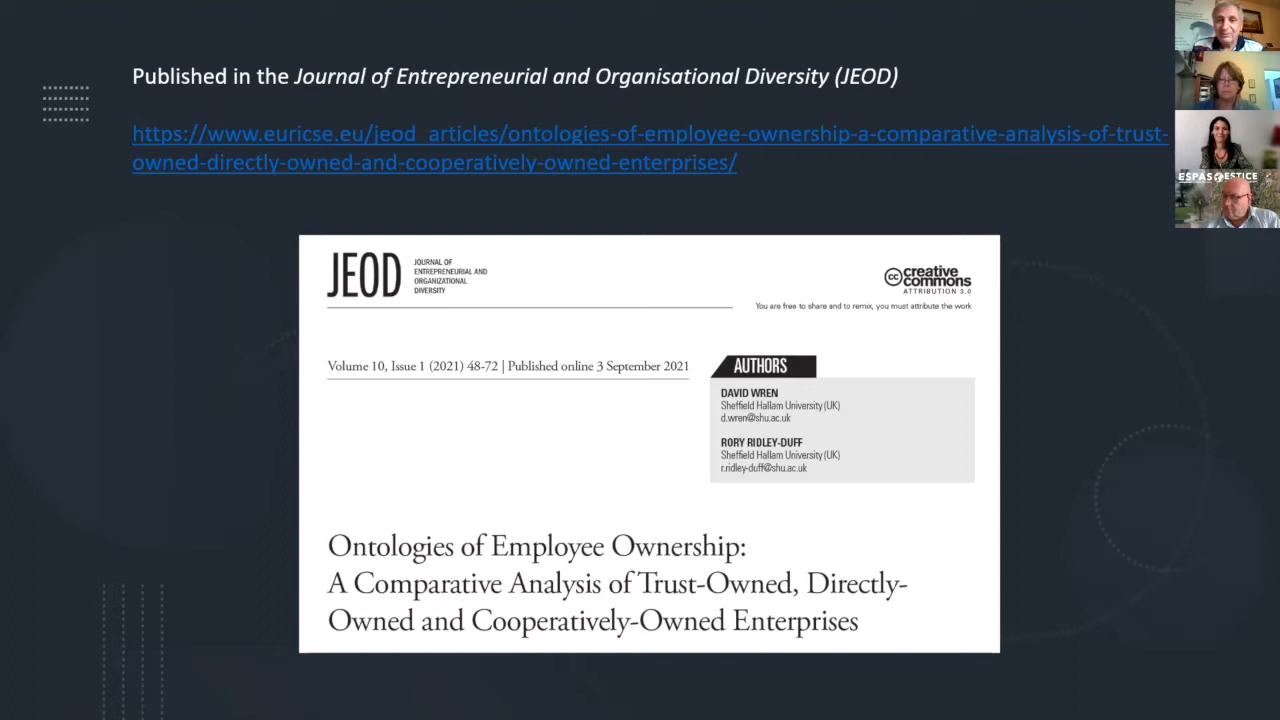 Published in the Journal of Entrepreneurial and Organisational Diversity (JEOD)
https://www.euricse.eu/jeod_articles/ontologies-of-employee-ownership-a-comparative-analysis-of-trust-
owned-directly-owned-and-cooperatively-owned-enterprises/
ESPAS ESTICE
JEOD
JOURNAL OF
ENTREPRENEURIAL AND
ORGANIZATIONAL
DIVERSITY
cc creative
commons
ATTRIBUTION 3.0
You are free to share and to remix, you must attribute the work
Volume 10, Issue 1 (2021) 48-72 | Published online 3 September 2021
AUTHORS
DAVID WREN
Sheffield Hallam University (UK)
d.wren@shu.ac.uk
RORY RIDLEY-DUFF
Sheffield Hallam University (UK)
r.ridley-duff@shu.ac.uk
Ontologies of Employee Ownership:
A Comparative Analysis of Trust-Owned, Directly-
Owned and Cooperatively-Owned Enterprises